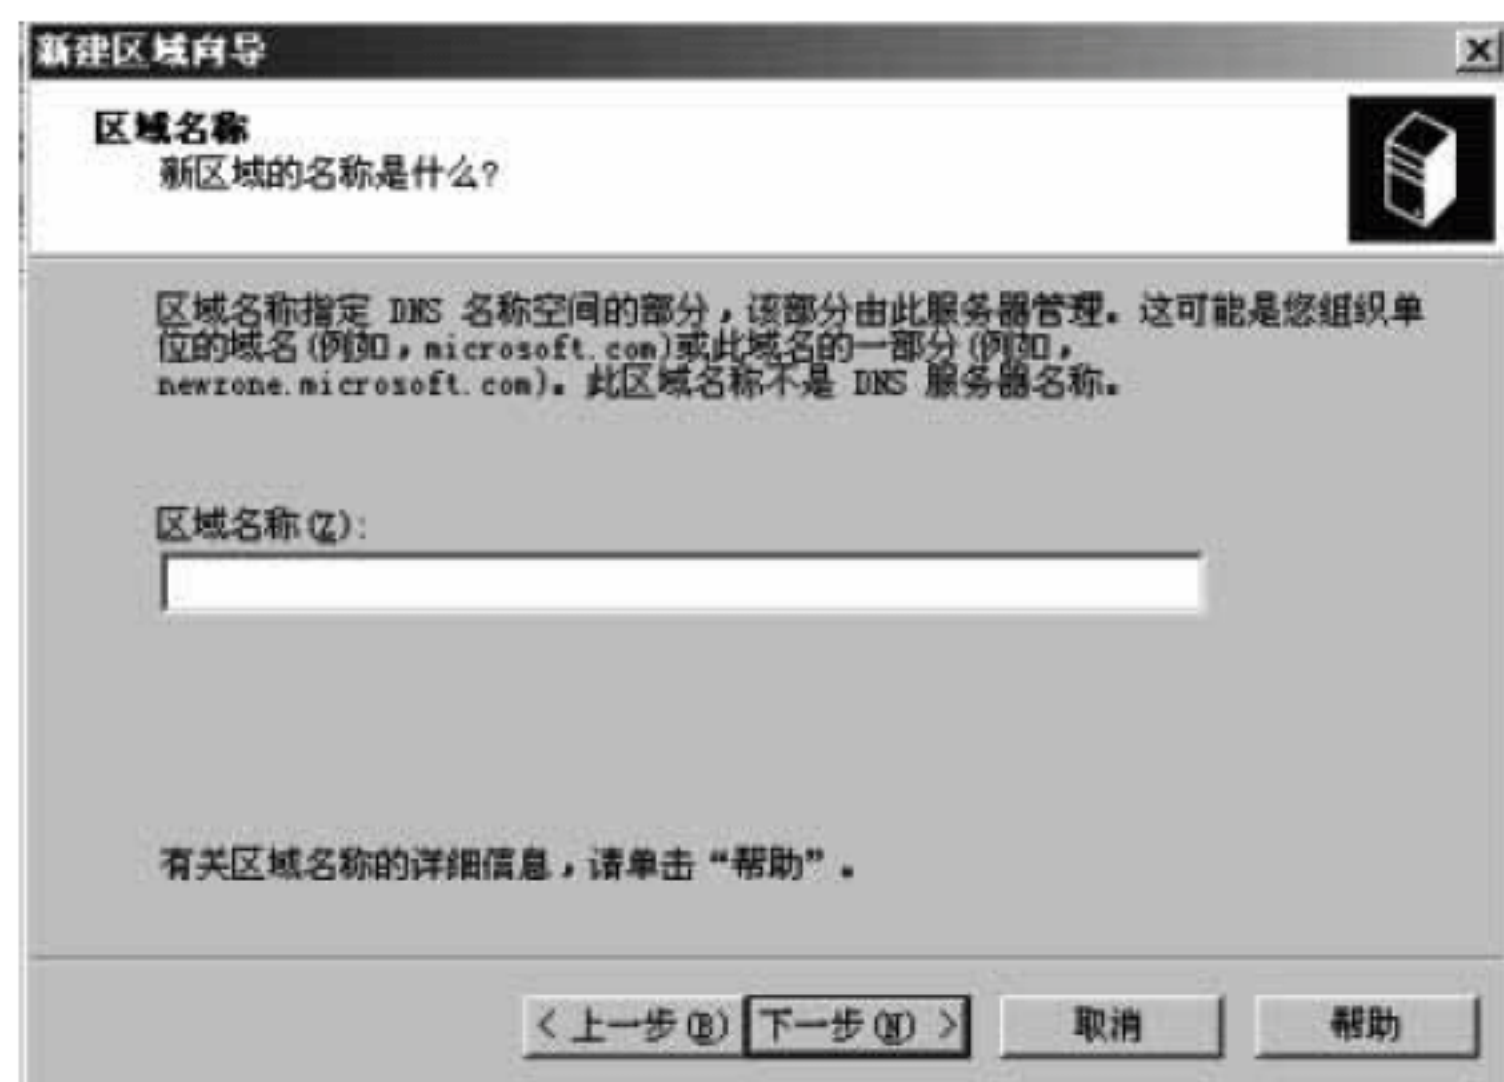 新建区域向导
区域名称
新区域的名称是什么?
区域名称指定 DNS 名称空间的部分，该部分由此服务器管理。这可能是您组织单
位的域名(例如，microsoft.com)或此域名的一部分(例如，
newzone.microsoft.com)。此区域名称不是 DNS 服务器名称。
区域名称(Z):
有关区域名称的详细信息，请单击“帮助”。
< 上一步(B) 下一步(N) > 取消 帮助